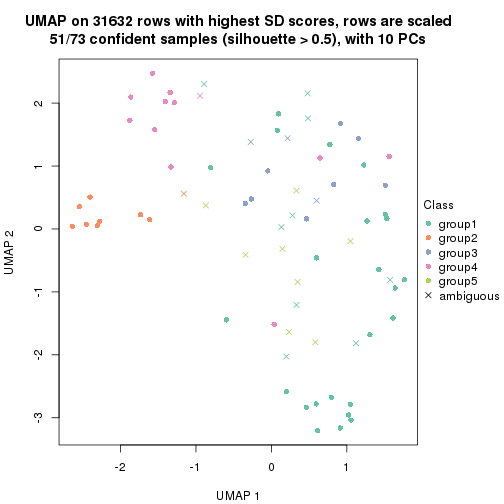 UMAP on 31632 rows with highest SD scores, rows are scaled
51/73 confident samples (silhouette > 0.5), with 10 PCs
2
1
0
-1
-2
-3
UMAP 2
-2
-1
0
1
UMAP 1
Class
group1
group2
group3
group4
group5
ambiguous